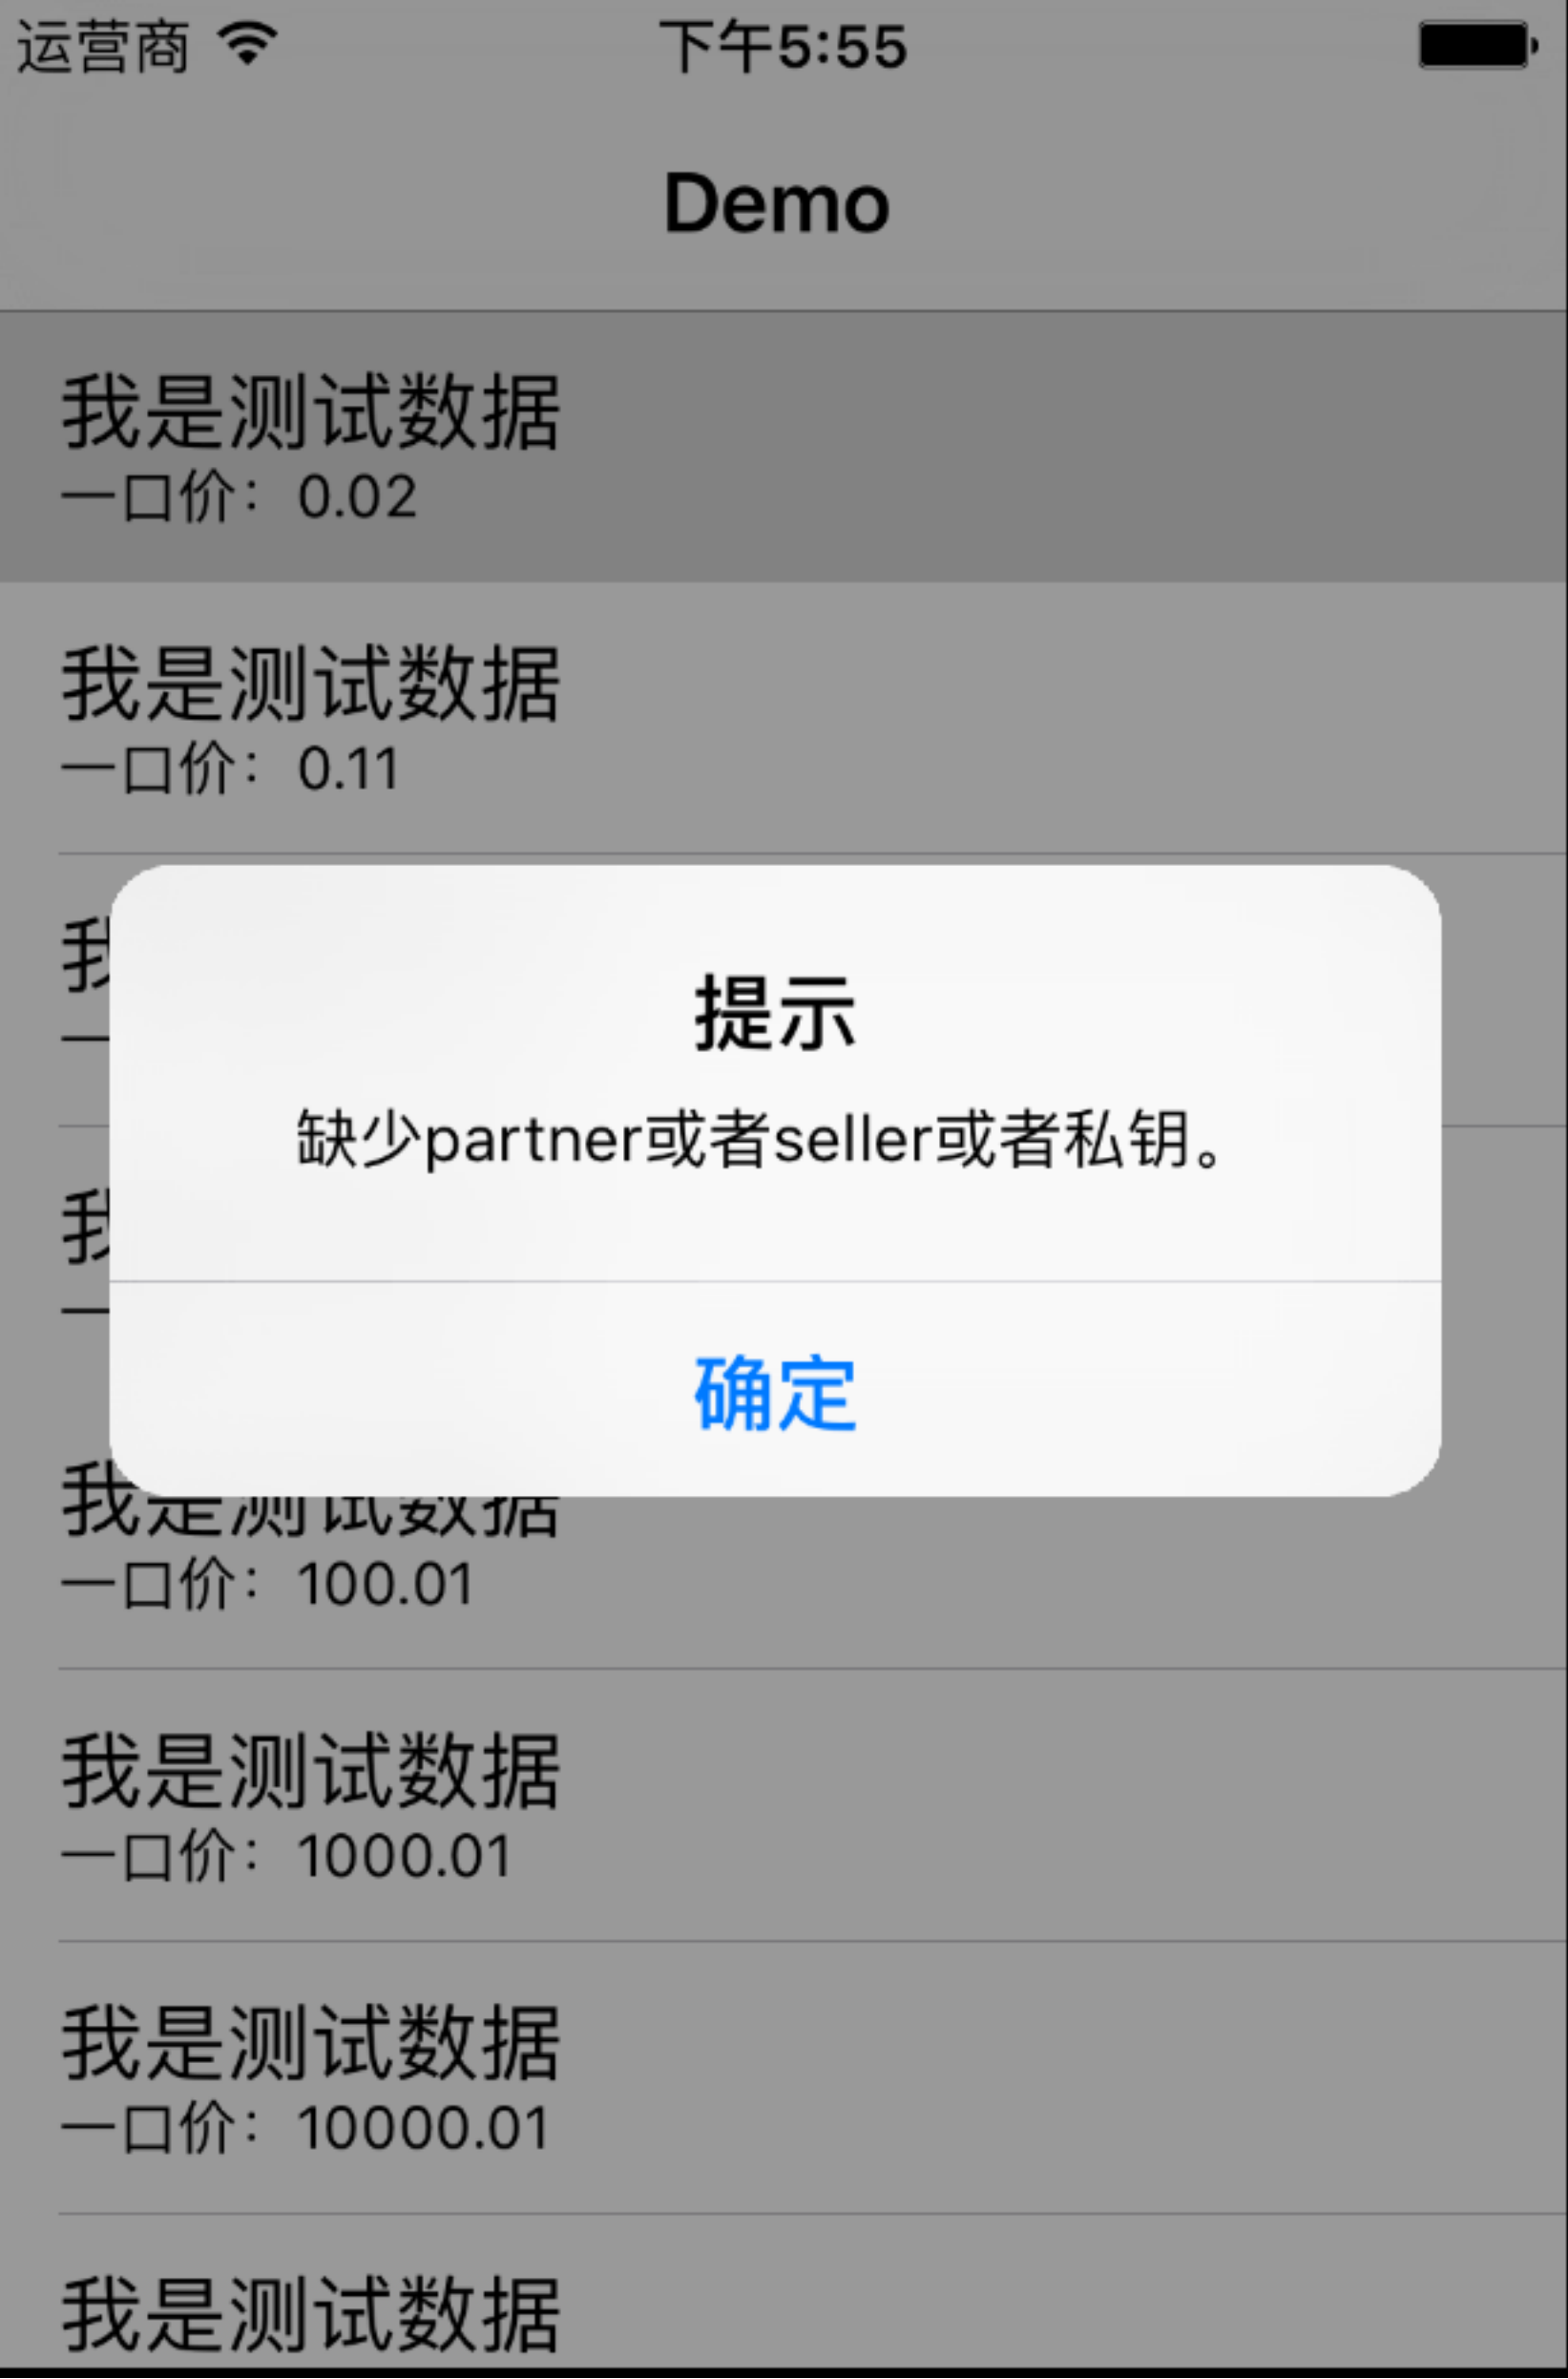 运营商 下午5:55
Demo
我是测试数据
一口价：0.02
我是测试数据
一口价：0.11
提示
缺少partner或者seller或者私钥。
确定
一口价：100.01
我是测试数据
一口价：1000.01
我是测试数据
一口价：10000.01
我是测试数据